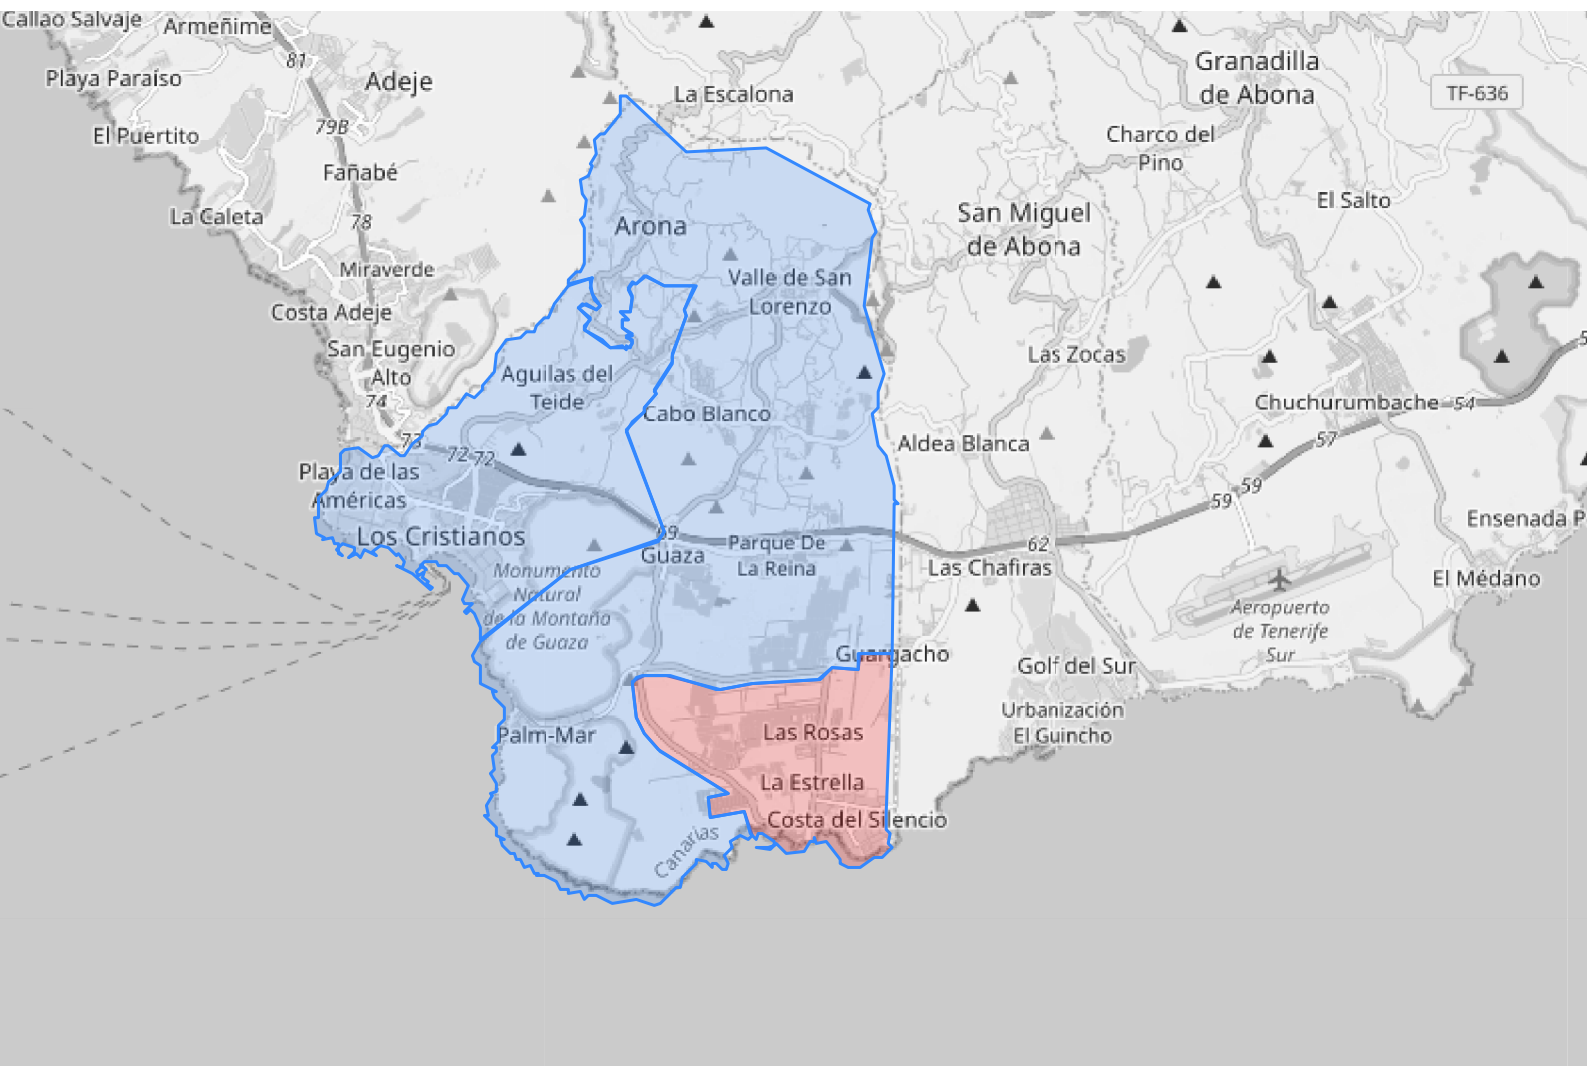 Callao Salvaje
Armeñime
81
Playa Paraíso
Adeje
La Escalona
Granadilla
de Abona
TF-636
El Puertito
79B
Charco del
Pino
Fañabé
La Caleta
78
Arona
San Miguel
de Abona
El Salto
Miraverde
Valle de San
Lorenzo
Costa Adeje
San Eugenio
Alto
Las Zocas
Aguilas del
Teide
74
Cabo Blanco
Chuchurumbache
54
73
72
72
Aldea Blanca
57
Playa de las
Américas
59
59
Los Cristianos
69
Guaza
Parque De
La Reina
62
Las Chafiras
Monumento
Natural
de la Montaña
de Guaza
El Médano
Aeropuerto
de Tenerife
Sur
Guargacho
Golf del Sur
Palm-Mar
Las Rosas
Urbanización
El Guincho
La Estrella
Costa del Silencio
Canarias